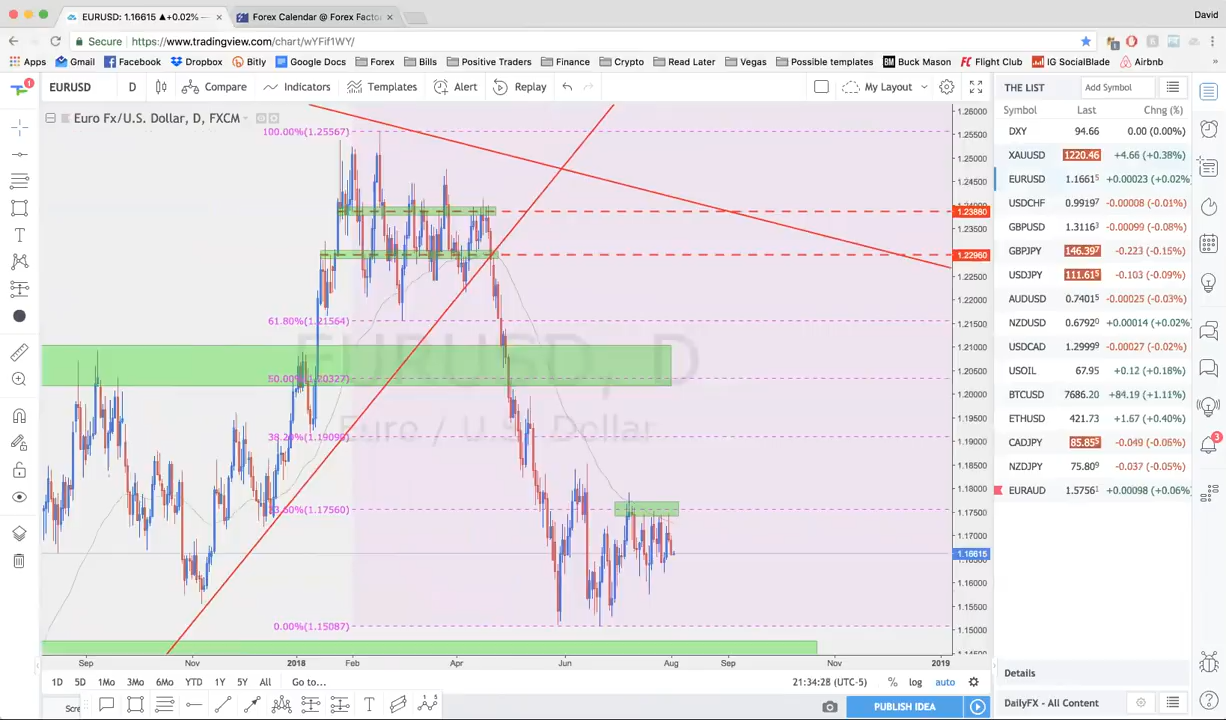 EURUSD: 1.16615 ▲+0.02% —
Forex Calendar @ Forex Factor
David
Secure https://www.tradingview.com/chart/wYFif1WY/
Apps Gmail Facebook Dropbox Bitly Google Docs Forex Bills Positive Traders Finance Crypto Read Later Vegas Possible templates BM Buck Mason FC Flight Club IG SocialBlade Airbnb »
EURUSD D Compare Indicators Templates Alert Replay My Layout
THE LIST Add Symbol
Symbol Last Chng (%)
Euro Fx/U.S. Dollar, D, FXCM
DXY 94.66 0.00 (0.00%)
XAUUSD 1220.46 +4.66 (+0.38%)
EURUSD 1.16615 +0.00023 (+0.02%
USDCHF 0.99197 -0.00008 (-0.01%)
GBPUSD 1.31163 -0.00099 (-0.08%)
GBPJPY 146.397 -0.223 (-0.15%)
USDJPY 111.615 -0.103 (-0.09%)
AUDUSD 0.74015 -0.00025 (-0.03%)
NZDUSD 0.67920 +0.00014 (+0.02%
USDCAD 1.29999 -0.00027 (-0.02%)
USOIL 67.95 +0.12 (+0.18%)
BTCUSD 7686.20 +84.19 (+1.11%)
ETHUSD 421.73 +1.67 (+0.40%)
CADJPY 85.855 -0.049 (-0.06%)
NZDJPY 75.809 -0.037 (-0.05%)
EURAUD 1.57561 +0.00098 (+0.06%
100.00%(1.25567)
61.80%(1.21564)
50.00%(1.20327)
38.20%(1.19099)
23.60%(1.17560)
0.00%(1.15087)
EURUSD, D
Euro / U.S. Dollar
1.26000
1.25500
1.25000
1.24500
1.23880
1.23500
1.22960
1.22500
1.22000
1.21500
1.21000
1.20500
1.20000
1.19500
1.19000
1.18500
1.18000
1.17500
1.17000
1.16615
1.16000
1.15500
1.15000
1.14500
Sep Nov 2018 Feb Apr Jun Aug Sep Nov 2019
1D 5D 1Mo 3Mo 6Mo YTD 1Y 5Y All Go to... 21:34:28 (UTC-5) % log auto
Details
Scre
PUBLISH IDEA
DailyFX - All Content
1
3